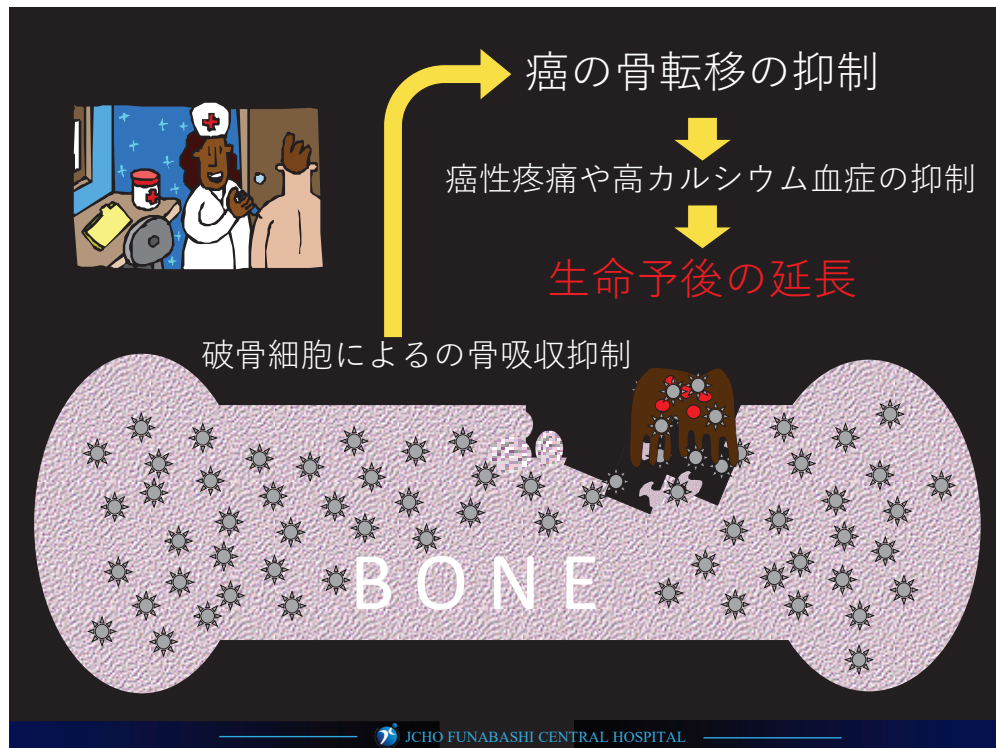 癌の骨転移の抑制
癌性疼痛や高カルシウム血症の抑制
生命予後の延長
破骨細胞によるの骨吸収抑制
BONE
JCHO FUNABASHI CENTRAL HOSPITAL